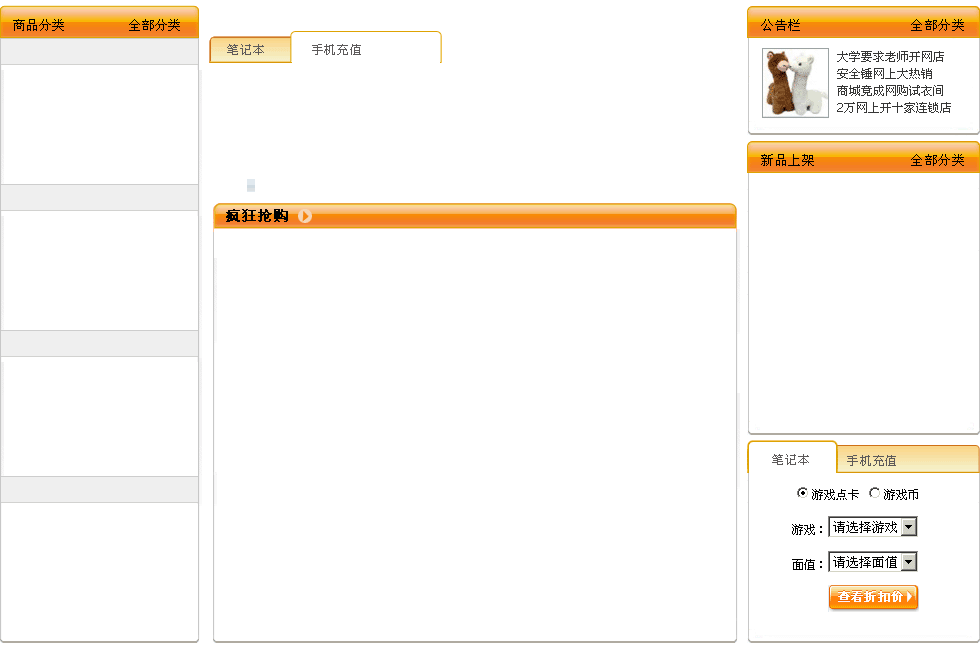 商品分类 全部分类
笔记本 手机充值
疯狂抢购
公告栏 全部分类
大学要求老师开网店
安全锤网上大热销
商城竟成网购试衣间
2万网上开十家连锁店
新品上架 全部分类
笔记本 手机充值
游戏点卡 游戏币
游戏： 请选择游戏
面值： 请选择面值
查看折扣价